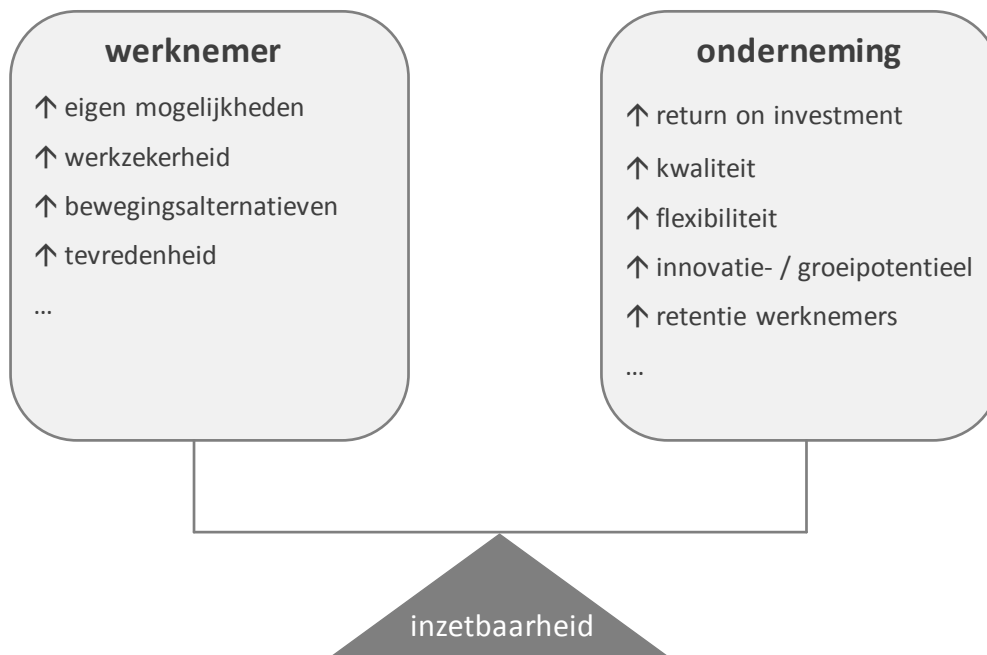 werknemer
↑ eigen mogelijkheden
↑ werkzekerheid
↑ bewegingsalternatieven
↑ tevredenheid
...
onderneming
↑ return on investment
↑ kwaliteit
↑ flexibiliteit
↑ innovatie- / groeipotentieel
↑ retentie werknemers
...
inzetbaarheid